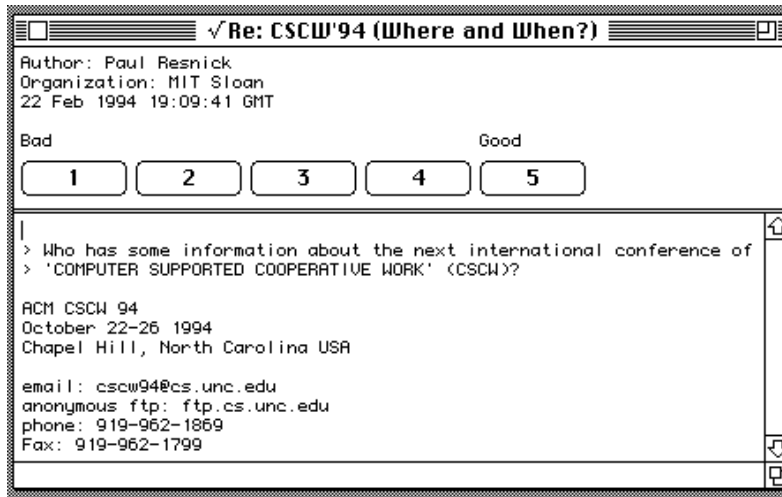 √Re: CSCW'94 (Where and When?)
Author: Paul Resnick
Organization: MIT Sloan
22 Feb 1994 19:09:41 GMT
Bad Good
1 2 3 4 5
> Who has some information about the next international conference of
> 'COMPUTER SUPPORTED COOPERATIVE WORK' (CSCW)?
ACM CSCW 94
October 22-26 1994
Chapel Hill, North Carolina USA
email: cscw94@cs.unc.edu
anonymous ftp: ftp.cs.unc.edu
phone: 919-962-1869
Fax: 919-962-1799